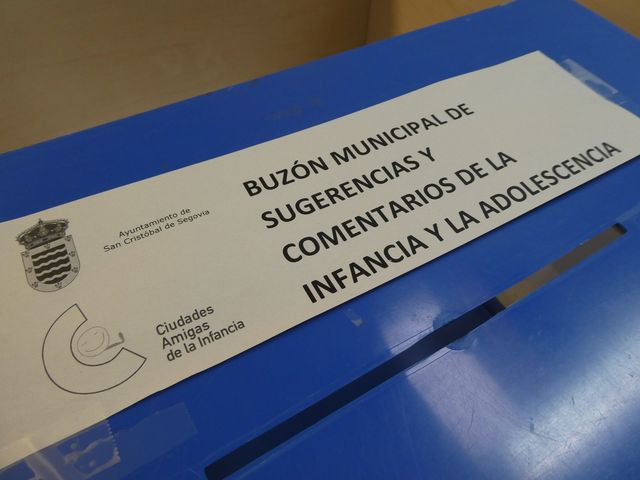 Ayuntamiento de
San Cristóbal de Segovia
Ciudades
Amigas
de la Infancia
BUZÓN MUNICIPAL DE
SUGERENCIAS Y
COMENTARIOS DE LA
INFANCIA Y LA ADOLESCENCIA